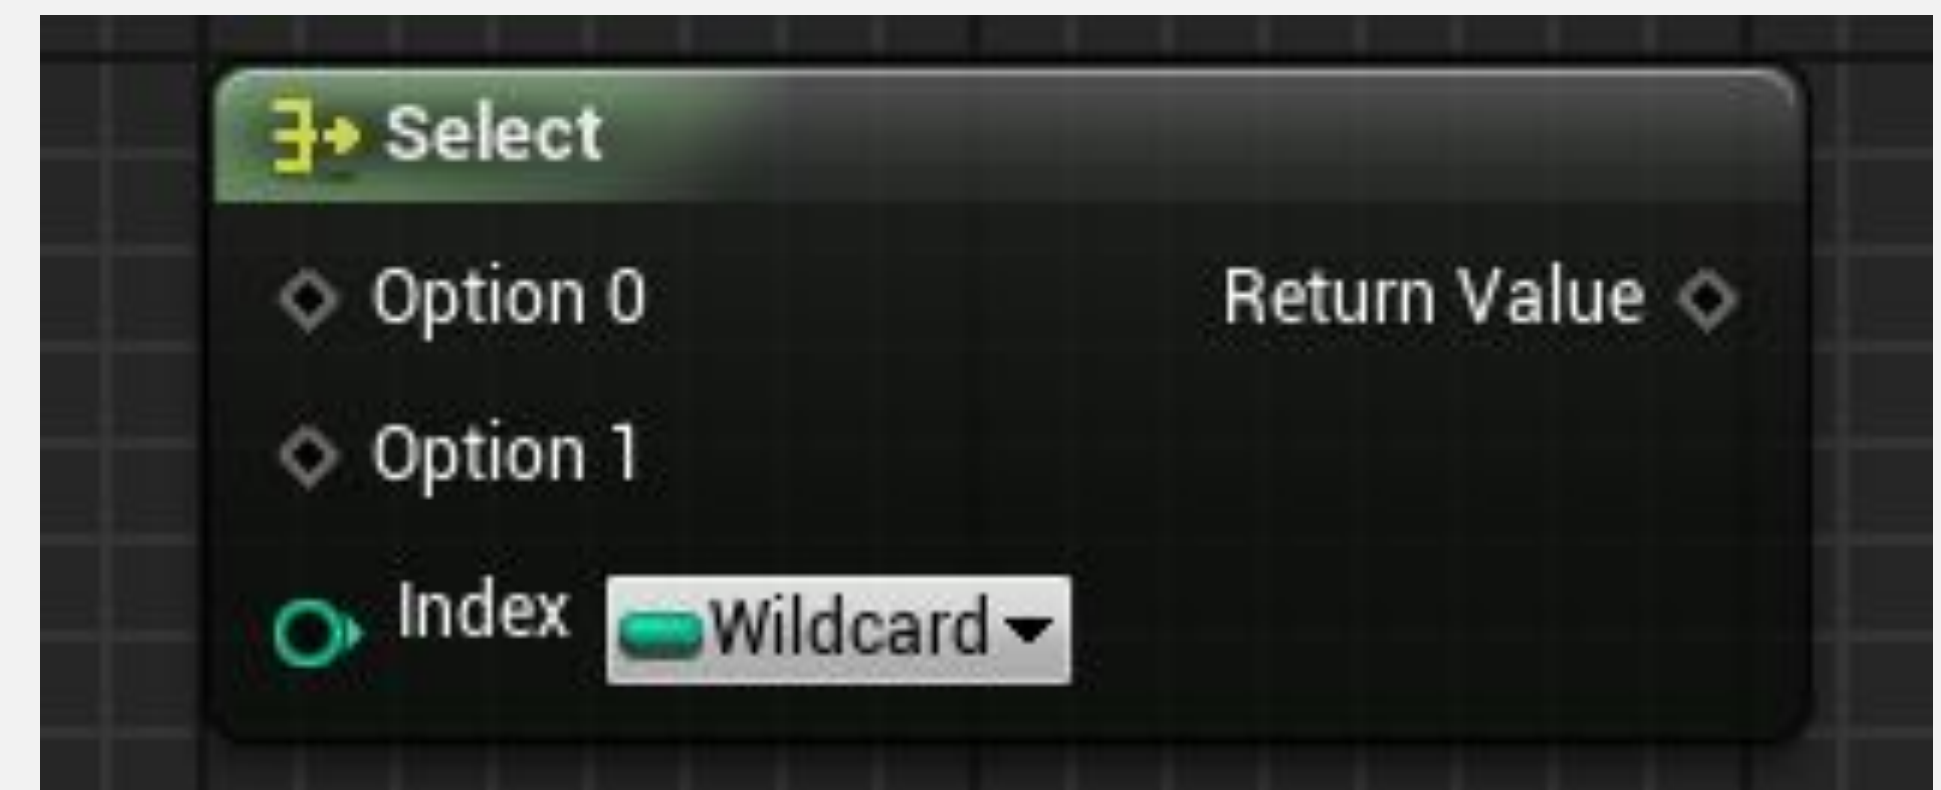 Select
Option 0
Return Value
Option 1
Index
Wildcard